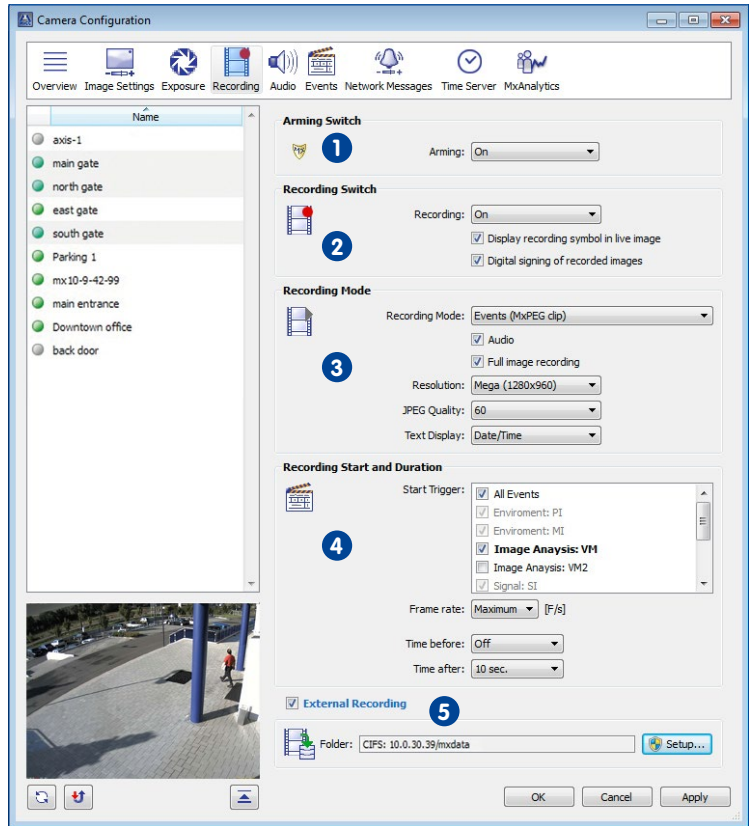 Camera Configuration
Overview Image Settings Exposure Recording Audio Events Network Messages Time Server MxAnalytics
Name
axis-1
main gate
north gate
east gate
south gate
Parking 1
mx10-9-42-99
main entrance
Downtown office
back door
Arming Switch
1
Arming: On
Recording Switch
2
Recording: On
Display recording symbol in live image
Digital signing of recorded images
Recording Mode
3
Recording Mode: Events (MxPEG clip)
Audio
Full image recording
Resolution: Mega (1280x960)
JPEG Quality: 60
Text Display: Date/Time
Recording Start and Duration
4
Start Trigger: All Events
Enviroment: PI
Enviroment: MI
Image Anaysis: VM
Image Anaysis: VM2
Signal: SI
Frame rate: Maximum [F/s]
Time before: Off
Time after: 10 sec.
External Recording
5
Folder: CIFS: 10.0.30.39/mxdata Setup...
OK Cancel Apply